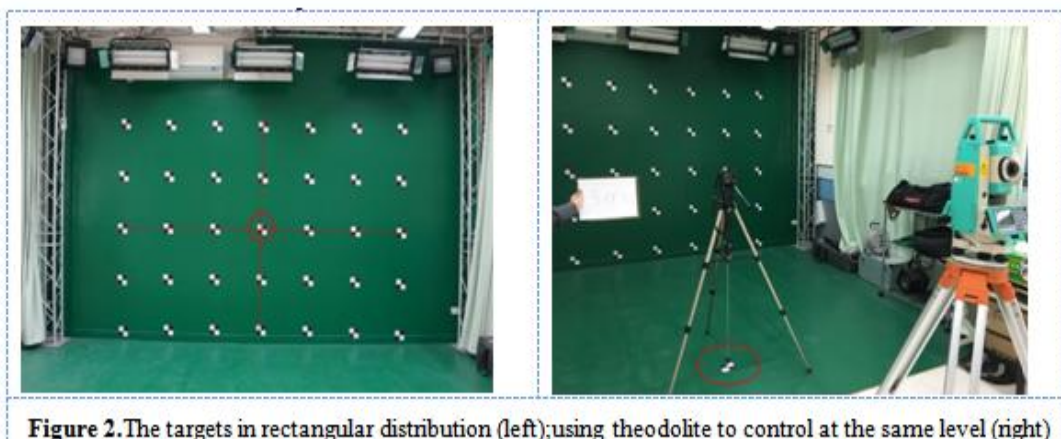 Figure 2.The targets in rectangular distribution (left);using theodolite to control at the same level (right)